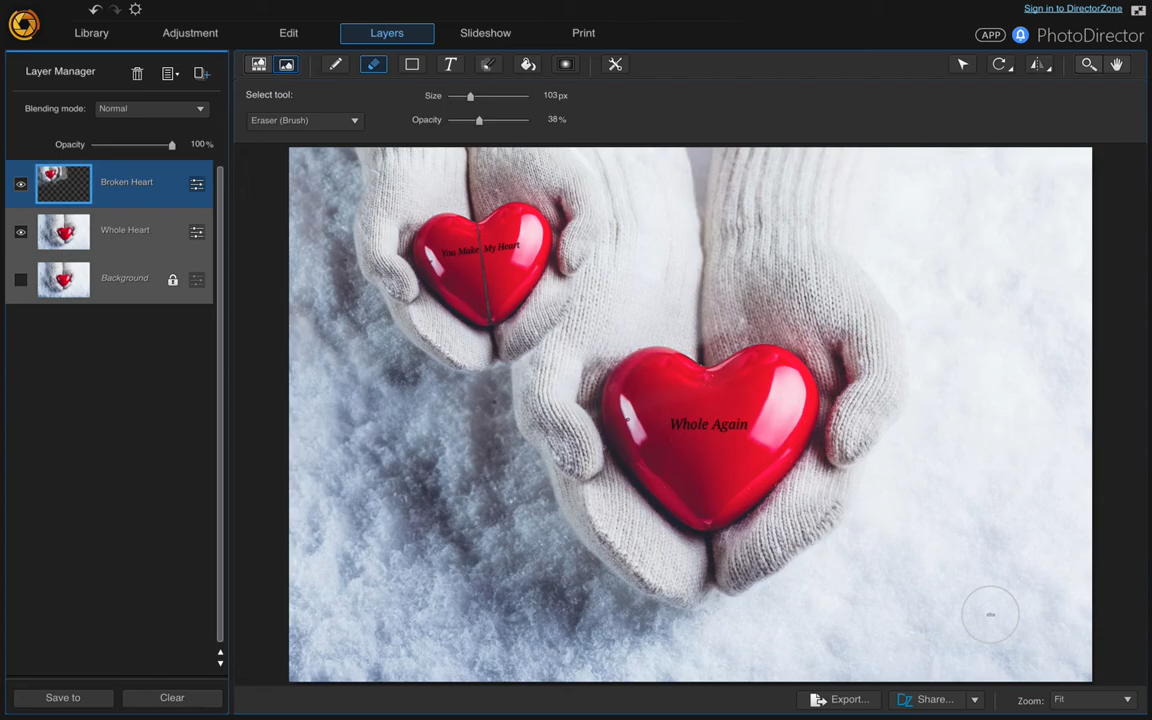 Sign in to DirectorZone
Library
Adjustment
Edit
Layers
Slideshow
Print
APP
PhotoDirector
Layer Manager
Blending mode:
Normal
Opacity
100%
Broken Heart
Whole Heart
Background
T
Select tool:
Eraser (Brush)
Size
103 px
Opacity
38 %
You Make My Heart
Whole Again
Save to
Clear
Export...
DZ Share...
Zoom:
Fit